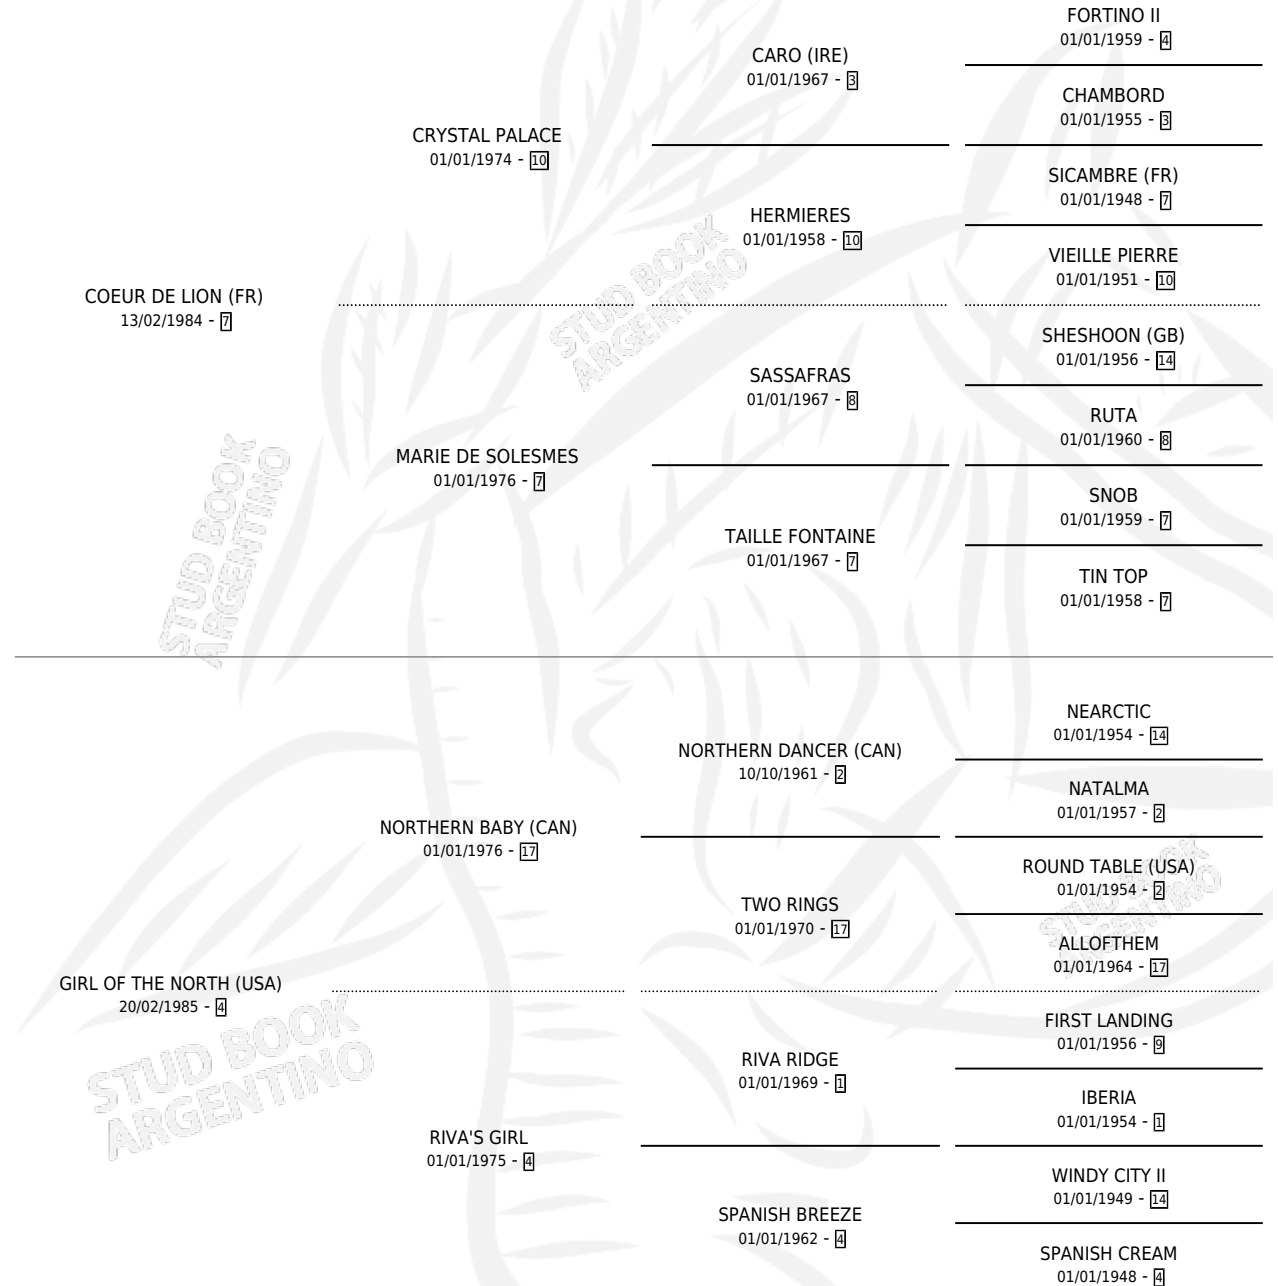 FORTINO II
01/01/1959 - 4
CARO (IRE)
01/01/1967 - 3
CHAMBORD
01/01/1955 - 3
CRYSTAL PALACE
01/01/1974 - 10
SICAMBRE (FR)
01/01/1948 - 7
HERMIERES
01/01/1958 - 10
VIEILLE PIERRE
01/01/1951 - 10
COEUR DE LION (FR)
13/02/1984 - 7
STUD BOOK
ARGENTINO
SHESHOON (GB)
01/01/1956 - 14
SASSAFRAS
01/01/1967 - 8
RUTA
01/01/1960 - 8
MARIE DE SOLESMES
01/01/1976 - 7
SNOB
01/01/1959 - 7
TAILLE FONTAINE
01/01/1967 - 7
TIN TOP
01/01/1958 - 7
STUD BOOK
ARGENTINO
NEARCTIC
01/01/1954 - 14
NORTHERN DANCER (CAN)
10/10/1961 - 2
NATALMA
01/01/1957 - 2
NORTHERN BABY (CAN)
01/01/1976 - 17
ROUND TABLE (USA)
01/01/1954 - 2
TWO RINGS
01/01/1970 - 17
STUD BOOK
ARGENTINO
ALLOFTHEM
01/01/1964 - 17
GIRL OF THE NORTH (USA)
20/02/1985 - 4
FIRST LANDING
01/01/1956 - 9
RIVA RIDGE
01/01/1969 - 1
STUD BOOK
ARGENTINO
IBERIA
01/01/1954 - 1
RIVA'S GIRL
01/01/1975 - 4
WINDY CITY II
01/01/1949 - 14
SPANISH BREEZE
01/01/1962 - 4
SPANISH CREAM
01/01/1948 - 4